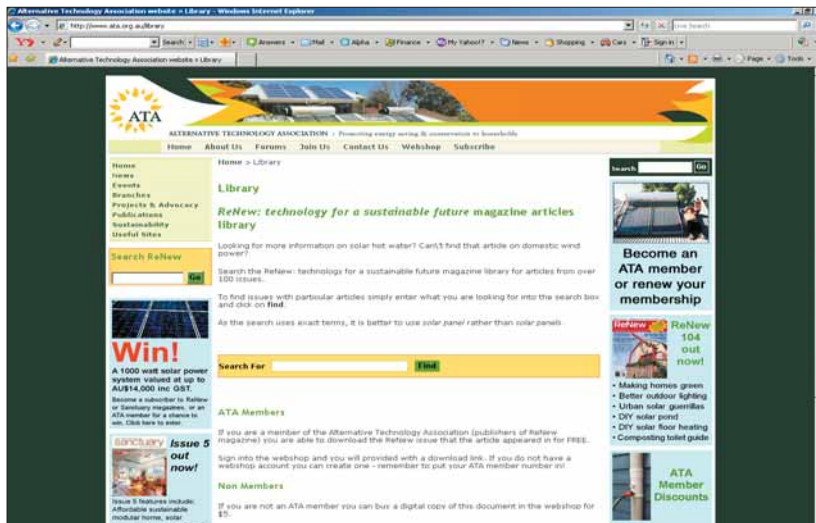 Alternative Technology Association website » Library - Windows Internet Explorer
http://www.ata.org.au/library
Live Search
Search
Answers
Mail
Alpha
Finance
My Yahoo!?
News
Shopping
Cars
Sign in
Alternative Technology Association website » Library
Page
Tools
ATA
ALTERNATIVE TECHNOLOGY ASSOCIATION : Promoting energy saving & conservation to households
Home About Us Forums Join Us Contact Us Webshop Subscribe
Home
News
Events
Branches
Projects & Advocacy
Publications
Sustainability
Useful Sites
Search ReNew
Go
Win!
A 1000 watt solar power
system valued at up to
AU$14,000 inc GST.
Become a subscriber to ReNew
or Sanctuary magazines, or an
ATA member for a chance to
win. Click here to enter.
sanctuary
Issue 5
out
now!
Issue 5 features include:
Affordable sustainable
modular home, solar
Home > Library
Library
ReNew: technology for a sustainable future magazine articles
library
Looking for more information on solar hot water? Can\'t find that article on domestic wind
power?
Search the ReNew: technology for a sustainable future magazine library for articles from over
100 issues.
To find issues with particular articles simply enter what you are looking for into the search box
and click on find.
As the search uses exact terms, it is better to use solar panel rather than solar panels
Search For
Find
ATA Members
If you are a member of the Alternative Technology Association (publishers of ReNew
magazine) you are able to download the ReNew issue that the article appeared in for FREE.
Sign into the webshop and you will provided with a download link. If you do not have a
webshop account you can create one - remember to put your ATA member number in!
Non Members
If you are not an ATA member you can buy a digital copy of this document in the webshop for
$5.
Search
Go
Become an
ATA member
or renew your
membership
ReNew
ReNew
104
out
now!
• Making homes green
• Better outdoor lighting
• Urban solar guerrillas
• DIY solar pond
• DIY solar floor heating
• Composting toilet guide
ATA
Member
Discounts